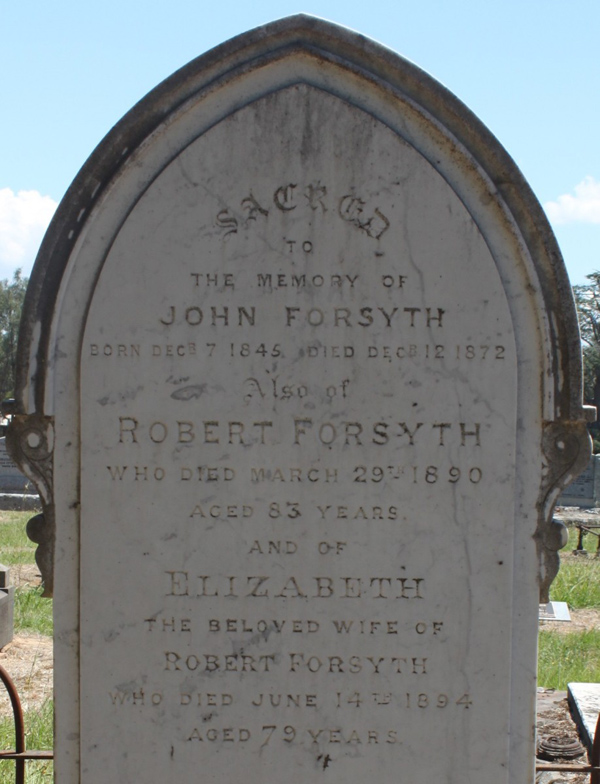 SACRED
TO
THE MEMORY OF
JOHN FORSYTH
BORN DECR 7 1845. DIED DECR 12 1872
Also of
ROBERT FORSYTH
WHO DIED MARCH 29TH 1890
AGED 83 YEARS.
AND OF
ELIZABETH
THE BELOVED WIFE OF
ROBERT FORSYTH
WHO DIED JUNE 14TH 1894
AGED 79 YEARS.